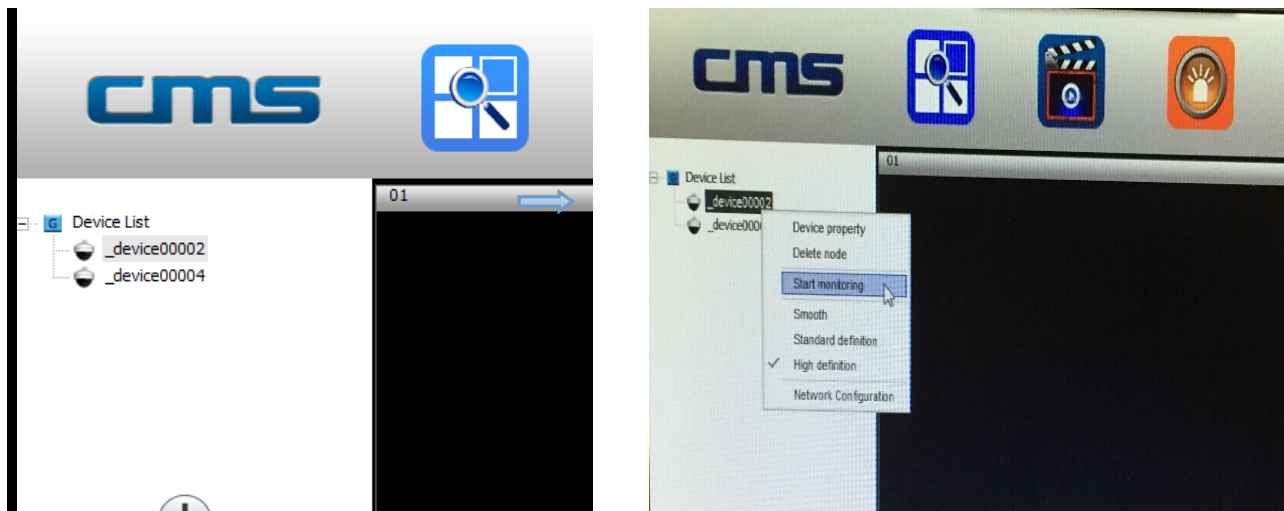 cms
01
G Device List
_device00002
_device00004
cms
01
G Device List
_device00002
_device000
Device property
Delete node
Start monitoring
Smooth
Standard definition
High definition
Network Configuration